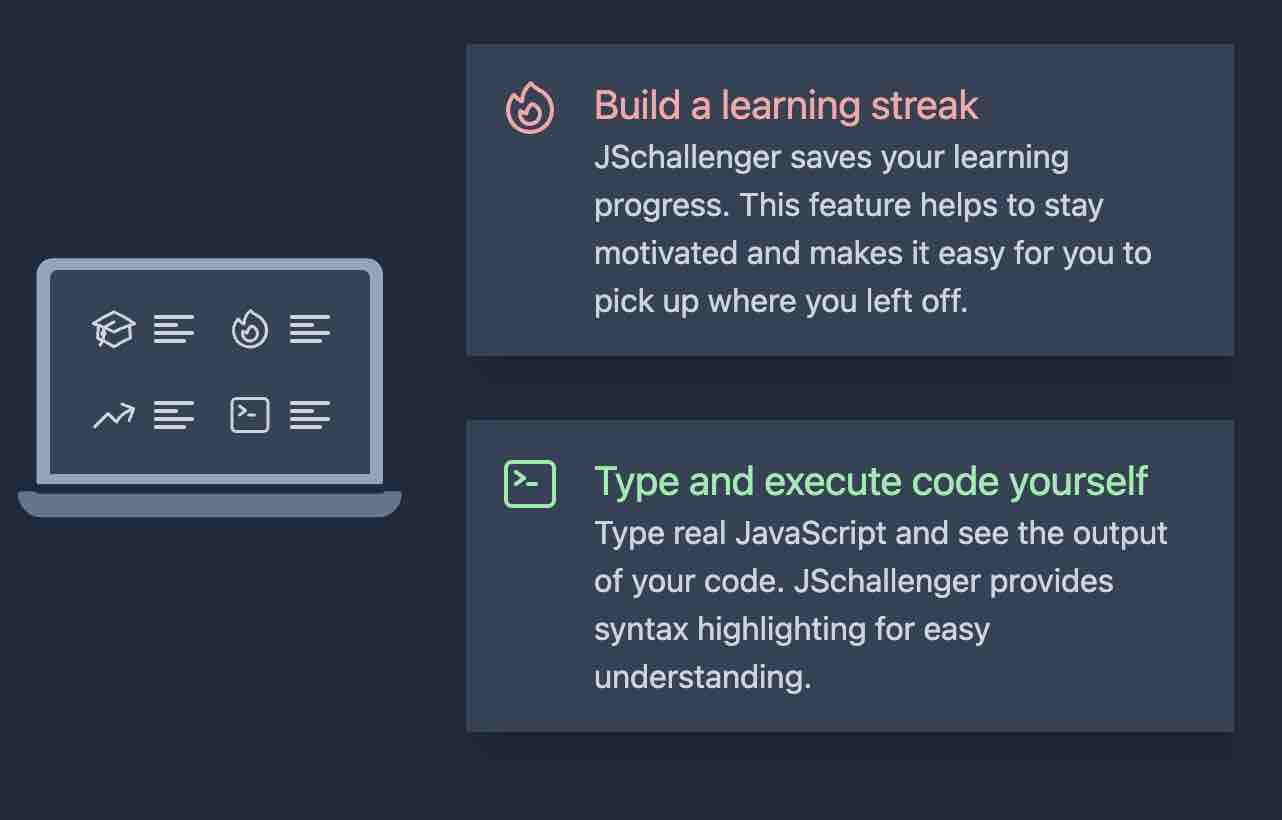 Build a learning streak
JSchallenger saves your learning
progress. This feature helps to stay
motivated and makes it easy for you to
pick up where you left off.
Type and execute code yourself
Type real JavaScript and see the output
of your code. JSchallenger provides
syntax highlighting for easy
understanding.